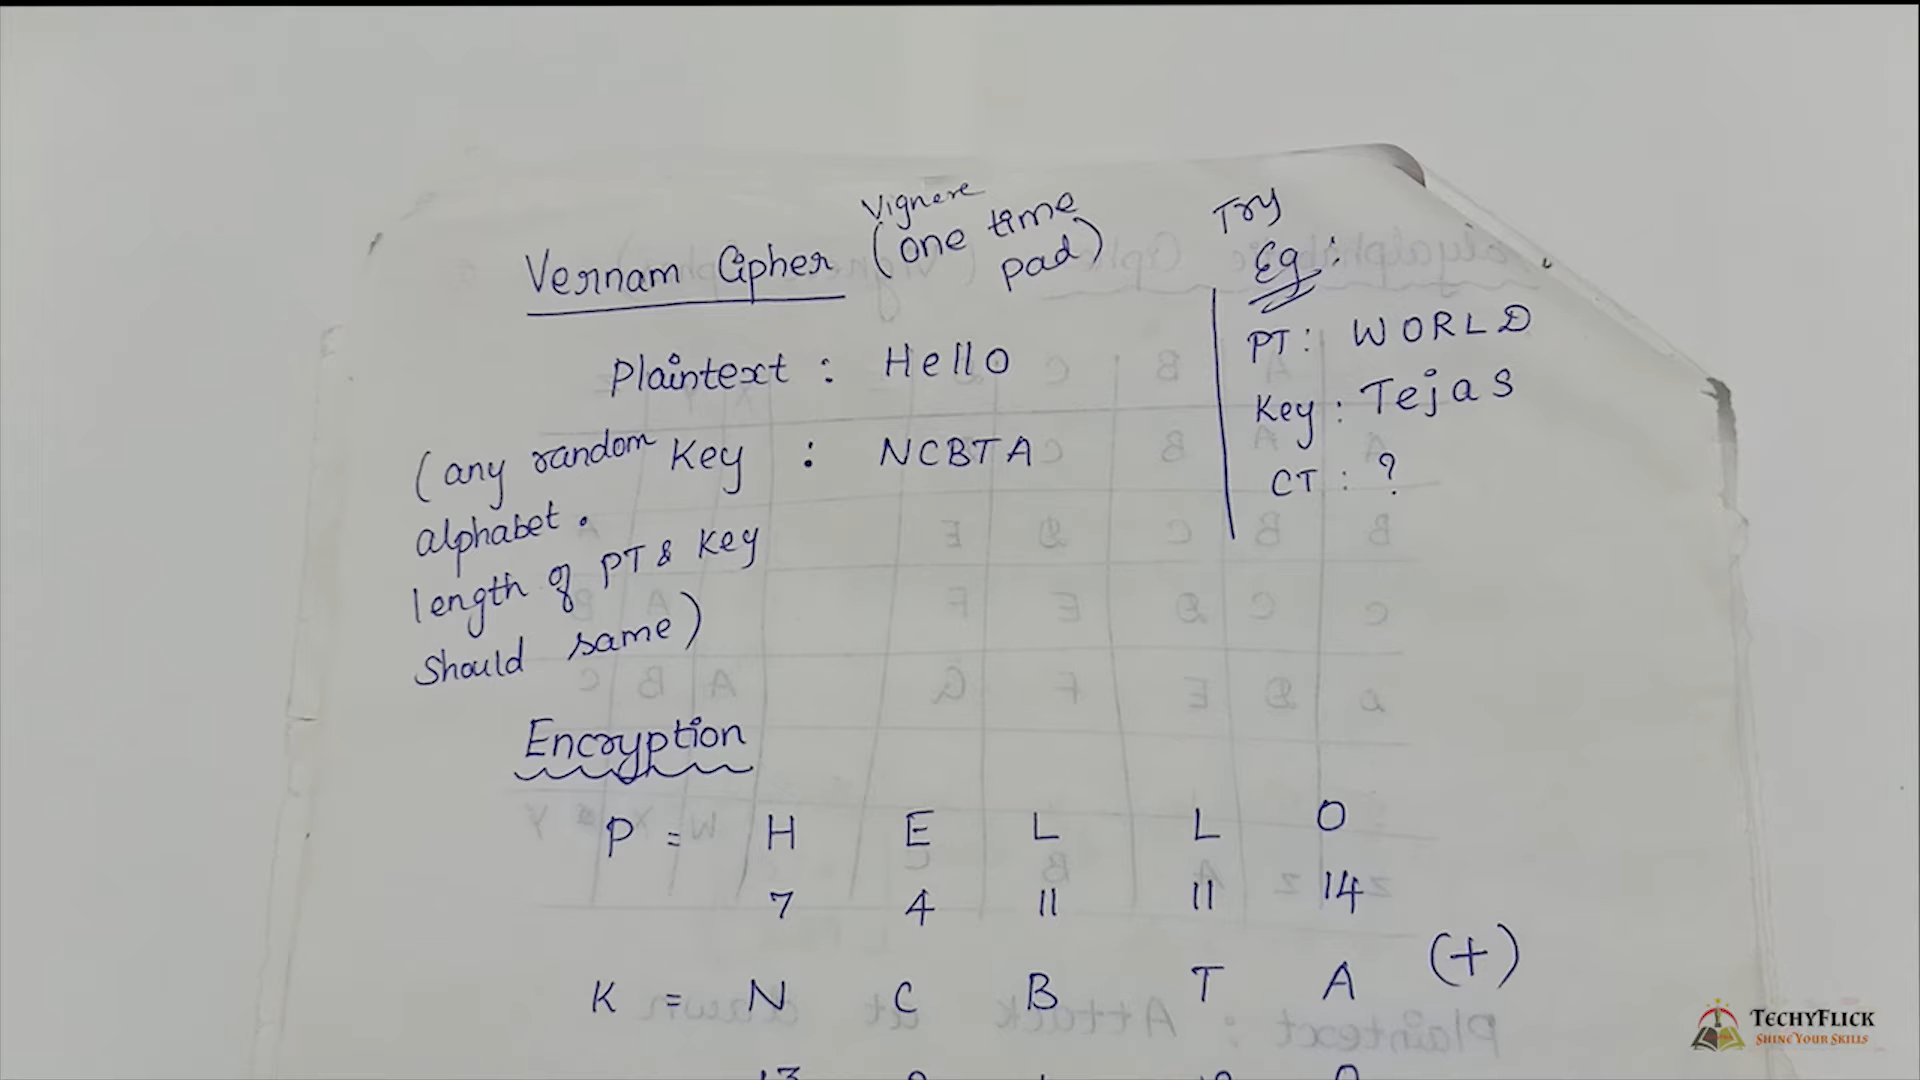 Vignere
Vernam Cipher (one time pad)
Plaintext : Hello
(any random Key : NCBTA
alphabet.
length of PT & Key
should same)
Try
Eg:
PT: WORLD
Key: Tejas
CT: ?
Encryption
P = H E L L O
7 4 11 11 14
K = N C B T A (+)
TECHYFLICK
SHINE YOUR SKILLS